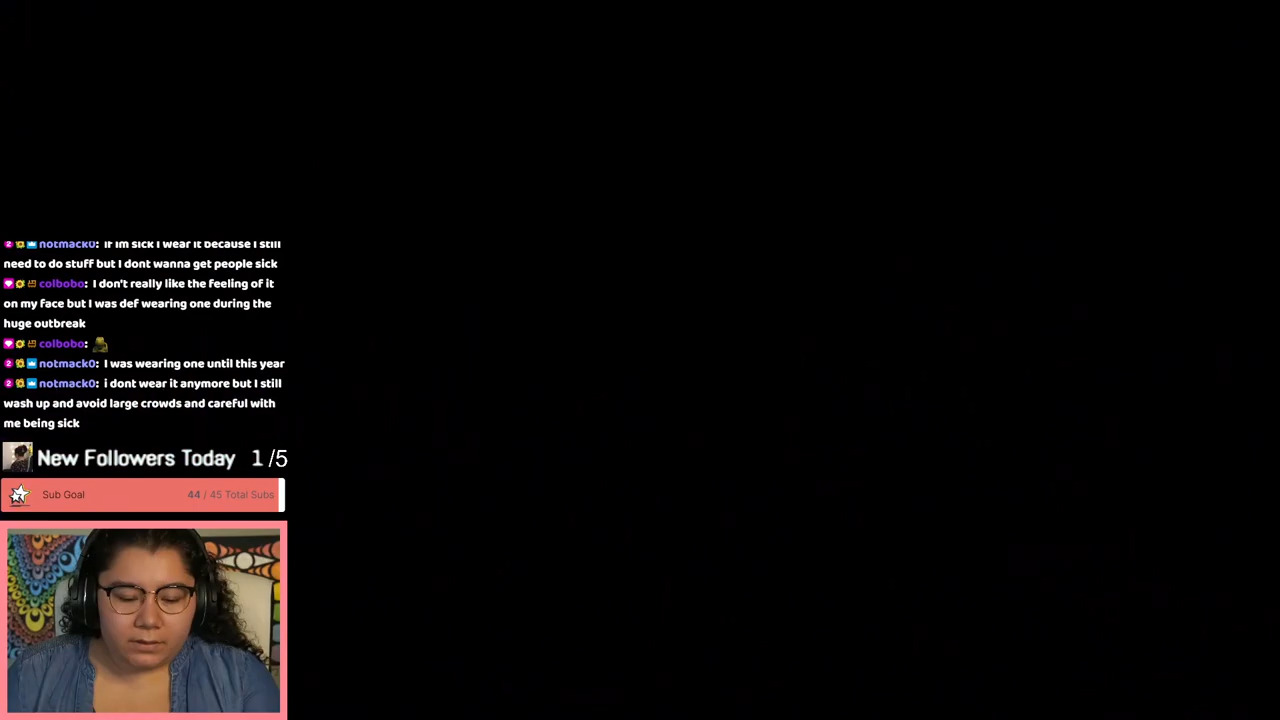 notmack0: If im sick I wear it because I still
need to do stuff but I dont wanna get people sick
colbobo: I don't really like the feeling of it
on my face but I was def wearing one during the
huge outbreak
colbobo:
notmack0: I was wearing one until this year
notmack0: i dont wear it anymore but I still
wash up and avoid large crowds and careful with
me being sick
New Followers Today 1 /5
Sub Goal 44 / 45 Total Subs